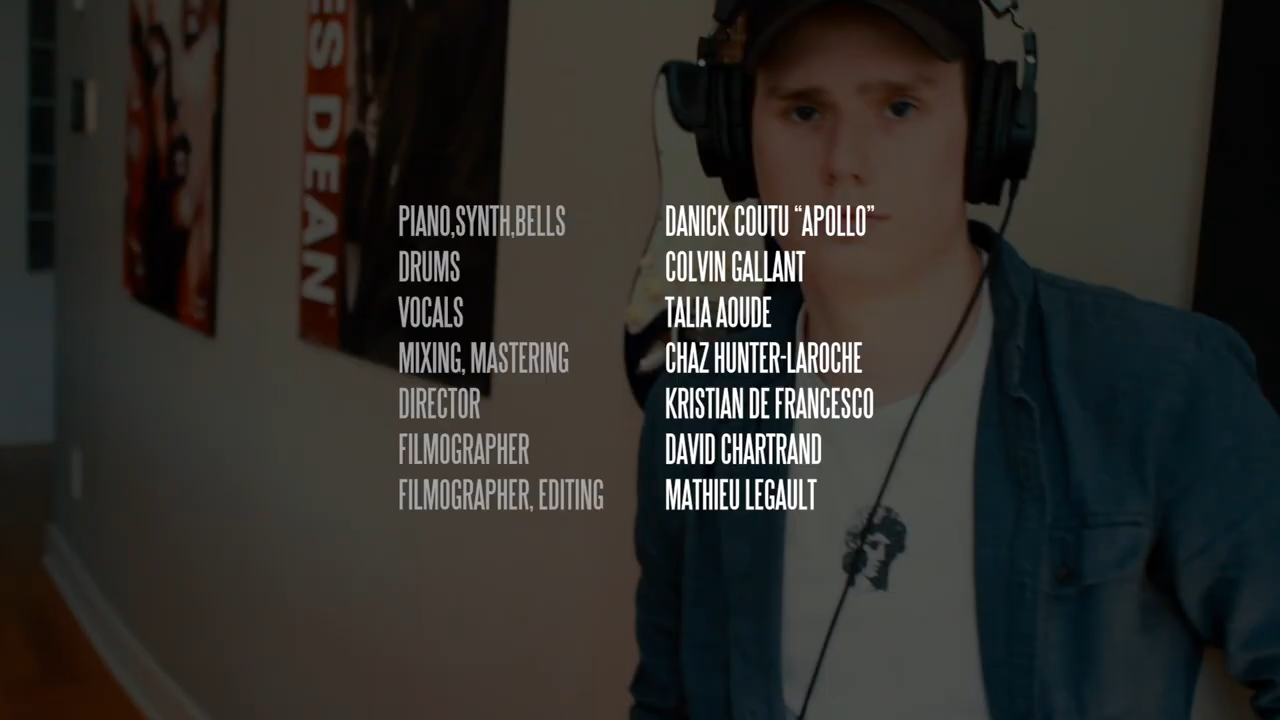 ES DEAN
PIANO,SYNTH,BELLS DANICK COUTU “APOLLO”
DRUMS COLVIN GALLANT
VOCALS TALIA AOUDE
MIXING, MASTERING CHAZ HUNTER-LAROCHE
DIRECTOR KRISTIAN DE FRANCESCO
FILMOGRAPHER DAVID CHARTRAND
FILMOGRAPHER, EDITING MATHIEU LEGAULT